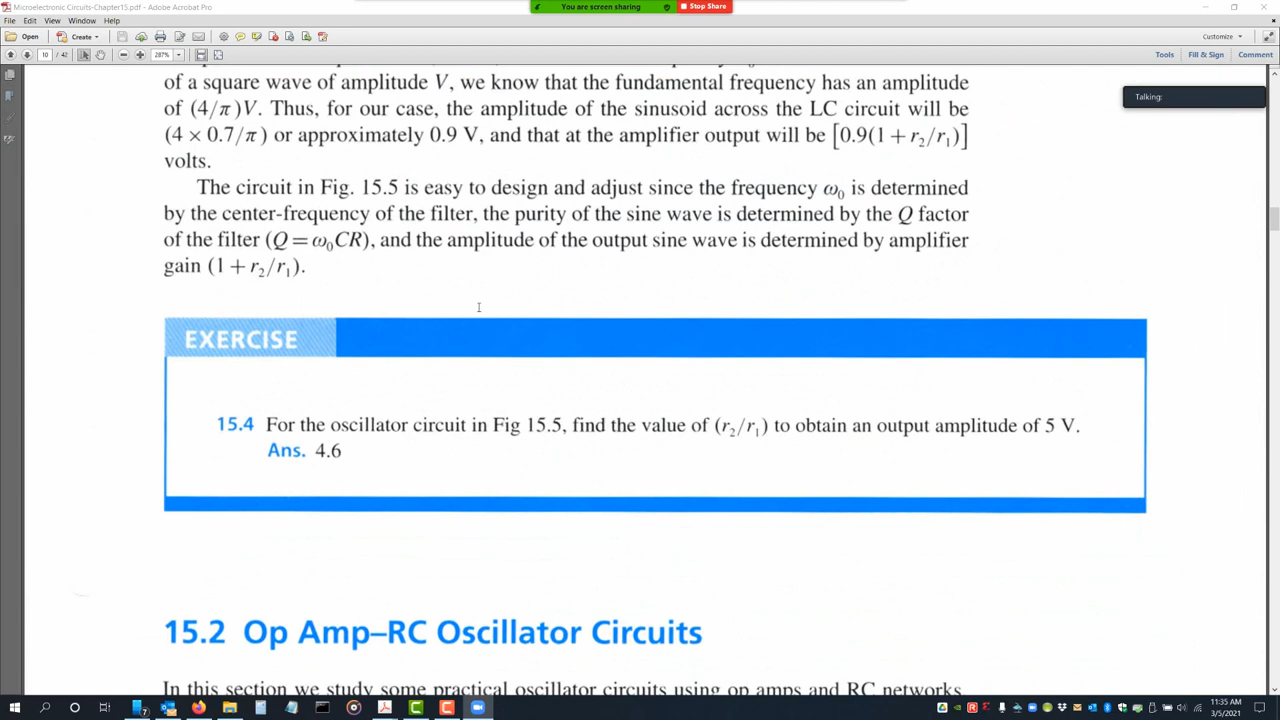 Microelectronic Circuits-Chapter15.pdf - Adobe Acrobat Pro
You are screen sharing
Stop Share
File Edit View Window Help
Open Create Customize
10 / 42 287% Tools Fill & Sign Comment
Talking:
of a square wave of amplitude V, we know that the fundamental frequency has an amplitude
of (4/π)V. Thus, for our case, the amplitude of the sinusoid across the LC circuit will be
(4 × 0.7/π) or approximately 0.9 V, and that at the amplifier output will be [0.9(1 + r₂/r₁)]
volts.
The circuit in Fig. 15.5 is easy to design and adjust since the frequency ω₀ is determined
by the center-frequency of the filter, the purity of the sine wave is determined by the Q factor
of the filter (Q = ω₀CR), and the amplitude of the output sine wave is determined by amplifier
gain (1 + r₂/r₁).
EXERCISE
15.4 For the oscillator circuit in Fig 15.5, find the value of (r₂/r₁) to obtain an output amplitude of 5 V.
Ans. 4.6
15.2 Op Amp–RC Oscillator Circuits
In this section we study some practical oscillator circuits using op amps and RC networks
11:35 AM
3/5/2021